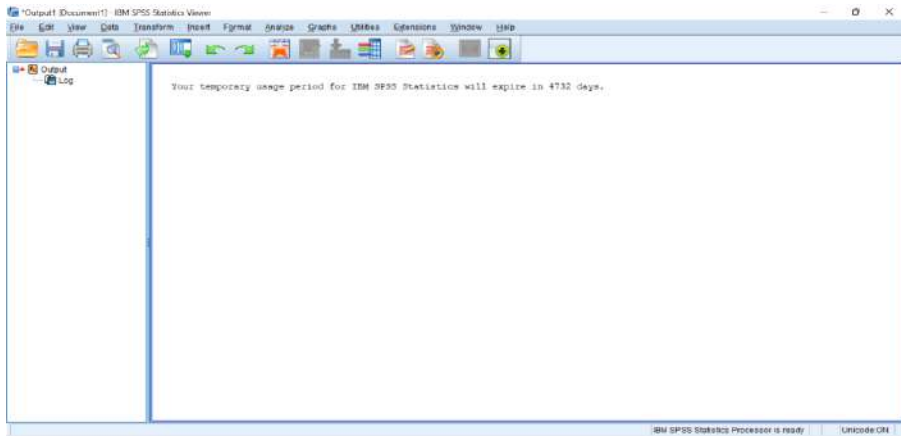 *Output1 [Document1] - IBM SPSS Statistics Viewer
File Edit View Data Transform Insert Format Analyze Graphs Utilities Extensions Window Help
Output
Log
Your temporary usage period for IBM SPSS Statistics will expire in 4732 days.
IBM SPSS Statistics Processor is ready Unicode:ON